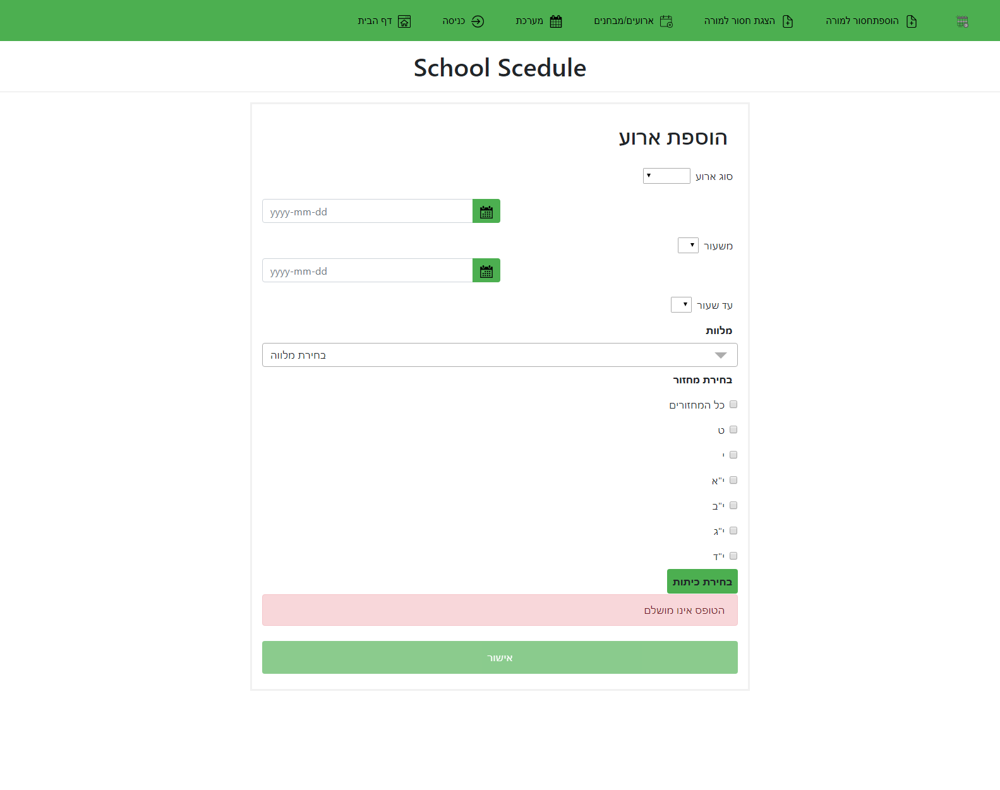 הוספתחסור למורה
הצגת חסור למורה
ארועים/מבחנים
מערכת
כניסה
דף הבית
School Scedule
הוספת ארוע
סוג ארוע
yyyy-mm-dd
משעור
yyyy-mm-dd
עד שעור
מלוות
בחירת מלווה
בחירת מחזור
כל המחזורים
ט
י
י"א
י"ב
י"ג
י"ד
בחירת כיתות
הטופס אינו מושלם
אישור